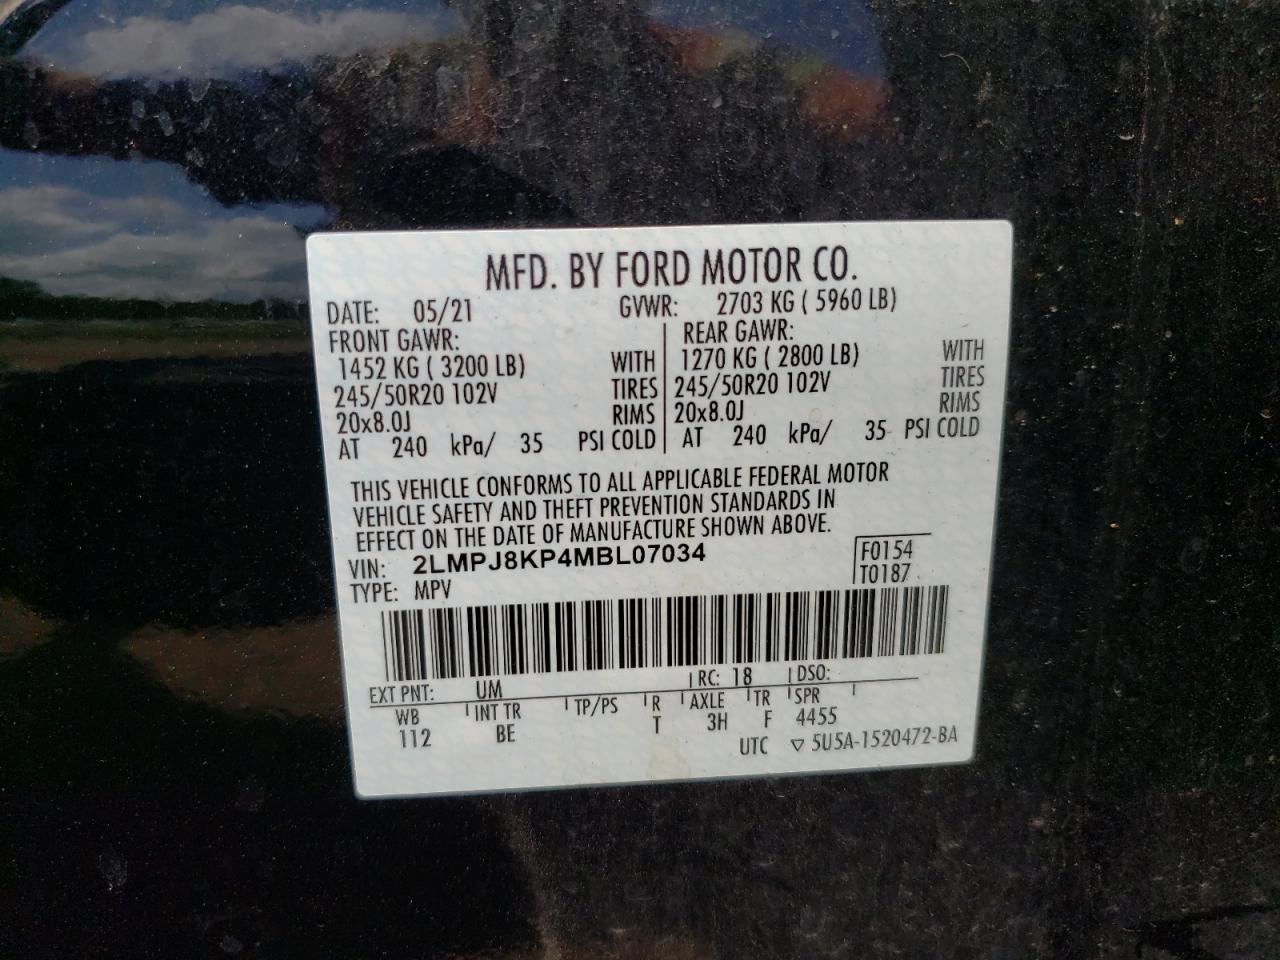 MFD. BY FORD MOTOR CO.
DATE: 05/21 GVWR: 2703 KG ( 5960 LB)
FRONT GAWR: REAR GAWR:
1452 KG ( 3200 LB) WITH 1270 KG ( 2800 LB) WITH
245/50R20 102V TIRES 245/50R20 102V TIRES
20x8.0J RIMS 20x8.0J RIMS
AT 240 kPa/ 35 PSI COLD AT 240 kPa/ 35 PSI COLD
THIS VEHICLE CONFORMS TO ALL APPLICABLE FEDERAL MOTOR
VEHICLE SAFETY AND THEFT PREVENTION STANDARDS IN
EFFECT ON THE DATE OF MANUFACTURE SHOWN ABOVE.
VIN: 2LMPJ8KP4MBL07034 F0154
TYPE: MPV T0187
EXT PNT: UM RC: 18 DSO:
WB INT TR TP/PS R AXLE TR SPR
112 BE T 3H F 4455
UTC ▽ 5U5A-1520472-BA